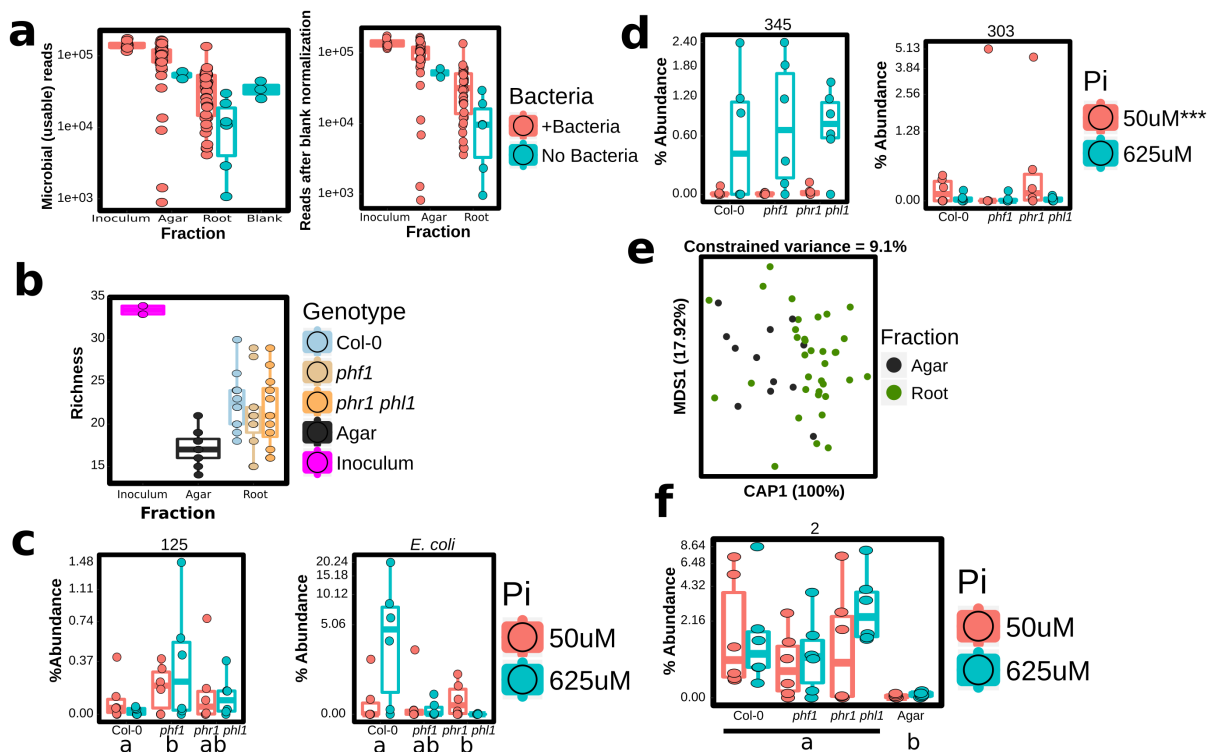 a
Microbial (usable) reads
1e+05
1e+04
1e+03
Inoculum Agar Root Blank
Fraction
Reads after blank normalization
1e+05
1e+04
1e+03
Inoculum Agar Root
Fraction
Bacteria
+Bacteria
No Bacteria
b
Richness
35
30
25
20
15
Inoculum Agar Root
Fraction
Genotype
Col-0
phf1
phr1 phl1
Agar
Inoculum
c
125
%Abundance
1.48
1.11
0.74
0.37
0.00
Col-0 phf1 phr1 phl1
a b ab
E. coli
% Abundance
20.24
15.18
10.12
5.06
0.00
Col-0 phf1 phr1 phl1
a ab b
Pi
50uM
625uM
d
345
% Abundance
2.40
1.80
1.20
0.60
0.00
Col-0 phf1 phr1 phl1
303
% Abundance
5.13
3.84
2.56
1.28
0.00
Col-0 phf1 phr1 phl1
Pi
50uM***
625uM
e
Constrained variance = 9.1%
MDS1 (17.92%)
CAP1 (100%)
Fraction
Agar
Root
f
2
% Abundance
8.64
6.48
4.32
2.16
0.00
Col-0 phf1 phr1 phl1 Agar
a b
Pi
50uM
625uM